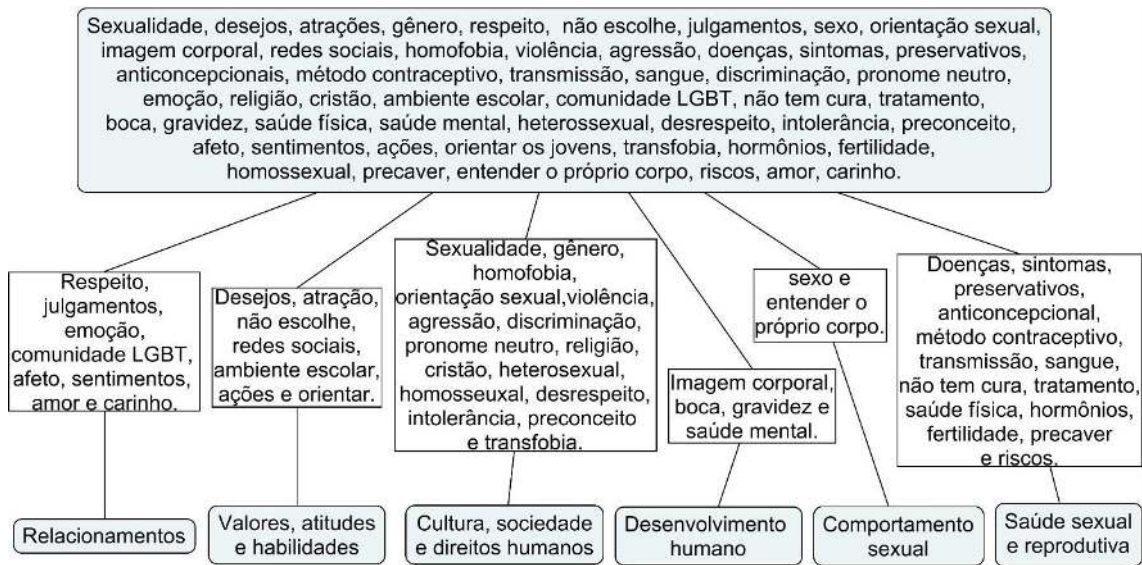 Sexualidade, desejos, atrações, gênero, respeito, não escolhe, julgamentos, sexo, orientação sexual,
imagem corporal, redes sociais, homofobia, violência, agressão, doenças, sintomas, preservativos,
anticoncepcionais, método contraceptivo, transmissão, sangue, discriminação, pronome neutro,
emoção, religião, cristão, ambiente escolar, comunidade LGBT, não tem cura, tratamento,
boca, gravidez, saúde física, saúde mental, heterossexual, desrespeito, intolerância, preconceito,
afeto, sentimentos, ações, orientar os jovens, transfobia, hormônios, fertilidade,
homossexual, precaver, entender o próprio corpo, riscos, amor, carinho.
Respeito,
julgamentos,
emoção,
comunidade LGBT,
afeto, sentimentos,
amor e carinho.
Desejos, atração,
não escolhe,
redes sociais,
ambiente escolar,
ações e orientar.
Sexualidade, gênero,
homofobia,
orientação sexual,violência,
agressão, discriminação,
pronome neutro, religião,
cristão, heterosexual,
homosseuxal, desrespeito,
intolerância, preconceito
e transfobia.
Imagem corporal,
boca, gravidez e
saúde mental.
sexo e
entender o
próprio corpo.
Doenças, sintomas,
preservativos,
anticoncepcional,
método contraceptivo,
transmissão, sangue,
não tem cura, tratamento,
saúde física, hormônios,
fertilidade, precaver
e riscos.
Relacionamentos
Valores, atitudes
e habilidades
Cultura, sociedade
e direitos humanos
Desenvolvimento
humano
Comportamento
sexual
Saúde sexual
e reprodutiva